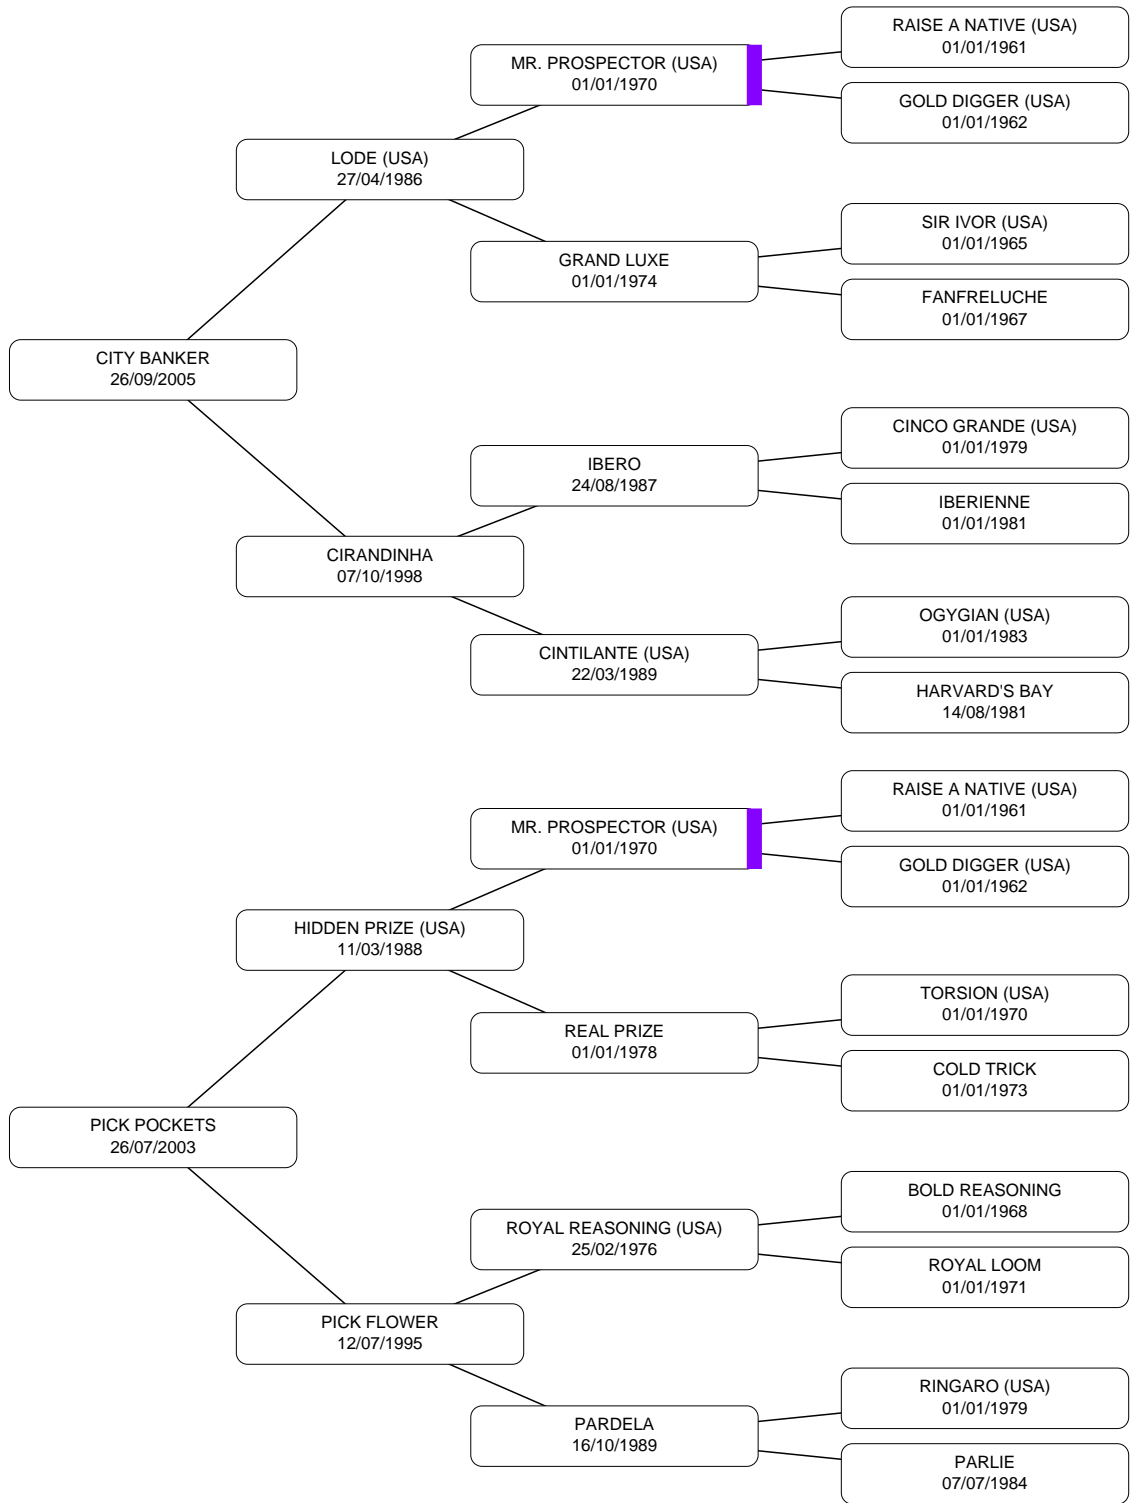 RAISE A NATIVE (USA)
01/01/1961
MR. PROSPECTOR (USA)
01/01/1970
GOLD DIGGER (USA)
01/01/1962
LODE (USA)
27/04/1986
SIR IVOR (USA)
01/01/1965
GRAND LUXE
01/01/1974
FANFRELUCHE
01/01/1967
CITY BANKER
26/09/2005
CINCO GRANDE (USA)
01/01/1979
IBERO
24/08/1987
IBERIENNE
01/01/1981
CIRANDINHA
07/10/1998
OGYGIAN (USA)
01/01/1983
CINTILANTE (USA)
22/03/1989
HARVARD'S BAY
14/08/1981
RAISE A NATIVE (USA)
01/01/1961
MR. PROSPECTOR (USA)
01/01/1970
GOLD DIGGER (USA)
01/01/1962
HIDDEN PRIZE (USA)
11/03/1988
TORSION (USA)
01/01/1970
REAL PRIZE
01/01/1978
COLD TRICK
01/01/1973
PICK POCKETS
26/07/2003
BOLD REASONING
01/01/1968
ROYAL REASONING (USA)
25/02/1976
ROYAL LOOM
01/01/1971
PICK FLOWER
12/07/1995
RINGARO (USA)
01/01/1979
PARDELA
16/10/1989
PARLIE
07/07/1984